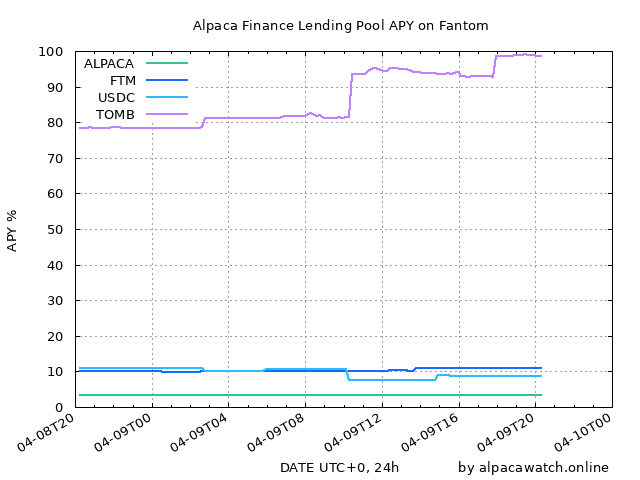 Alpaca Finance Lending Pool APY on Fantom
100
90
80
70
60
50
40
30
20
10
0
APY %
ALPACA
FTM
USDC
TOMB
04-08T20
04-09T00
04-09T04
04-09T08
04-09T12
04-09T16
04-09T20
04-10T00
DATE UTC+0, 24h
by alpacawatch.online